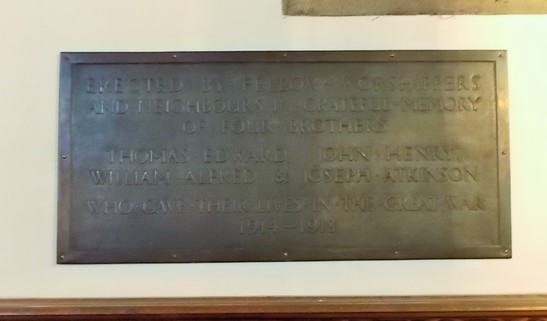 ERECTED BY FELLOW-WORSHIPPERS
AND NEIGHBOURS IN GRATEFUL MEMORY
OF FOUR BROTHERS
THOMAS EDWARD, JOHN HENRY,
WILLIAM ALFRED & JOSEPH ATKINSON
WHO GAVE THEIR LIVES IN THE GREAT WAR
1914-1918